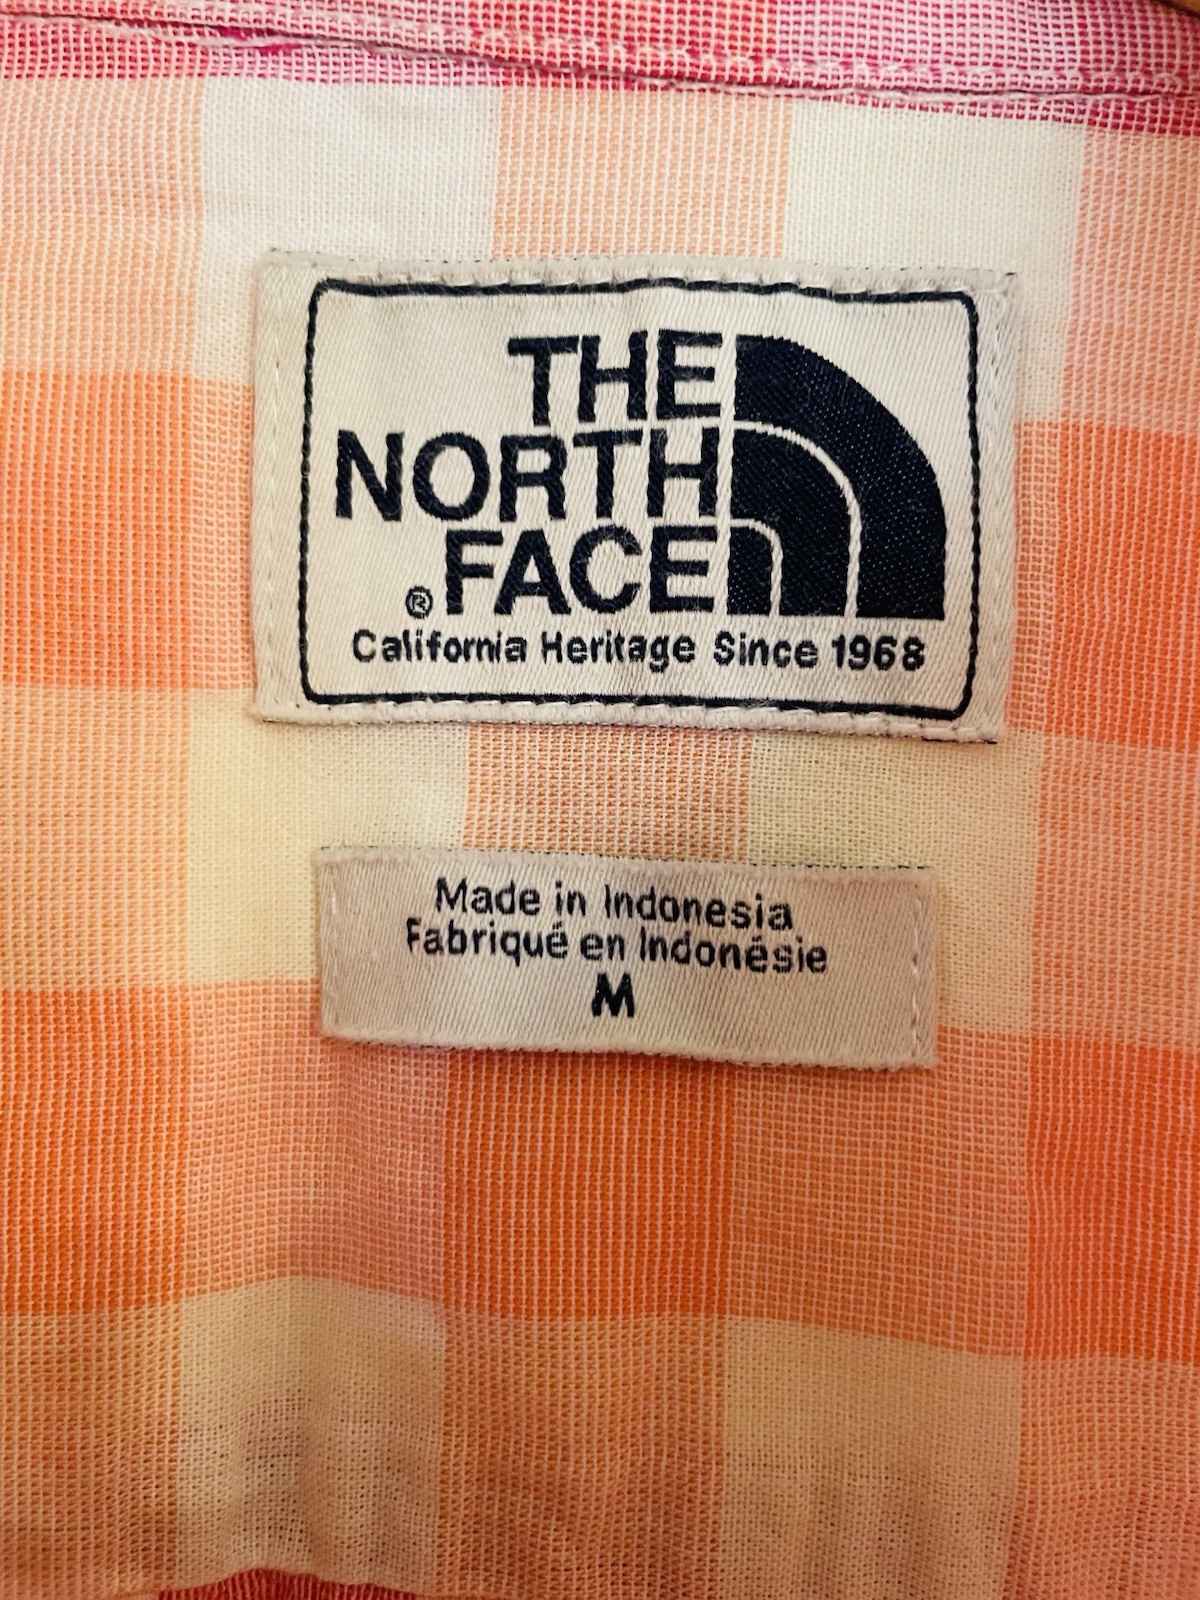 THE
NORTH
®FACE
California Heritage Since 1968
Made in Indonesia
Fabriqué en Indonésie
M